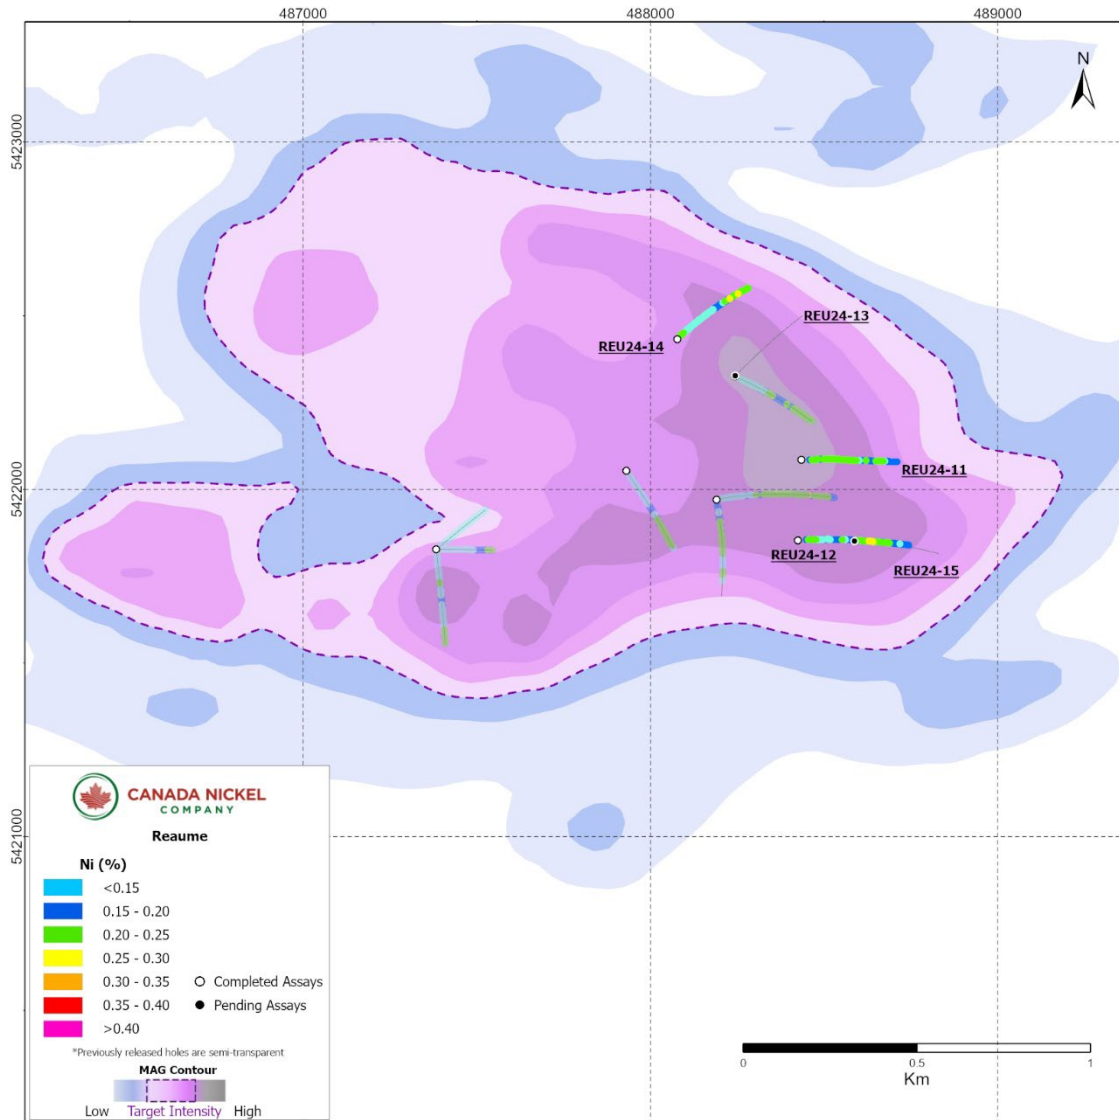 487000
488000
489000
N
5423000
5422000
5421000
REU24-13
REU24-14
REU24-11
REU24-12
REU24-15
CANADA NICKEL
COMPANY
Reaume
Ni (%)
<0.15
0.15 - 0.20
0.20 - 0.25
0.25 - 0.30
0.30 - 0.35
0.35 - 0.40
>0.40
Completed Assays
Pending Assays
*Previously released holes are semi-transparent
MAG Contour
Low Target Intensity High
0 0.5 1
Km